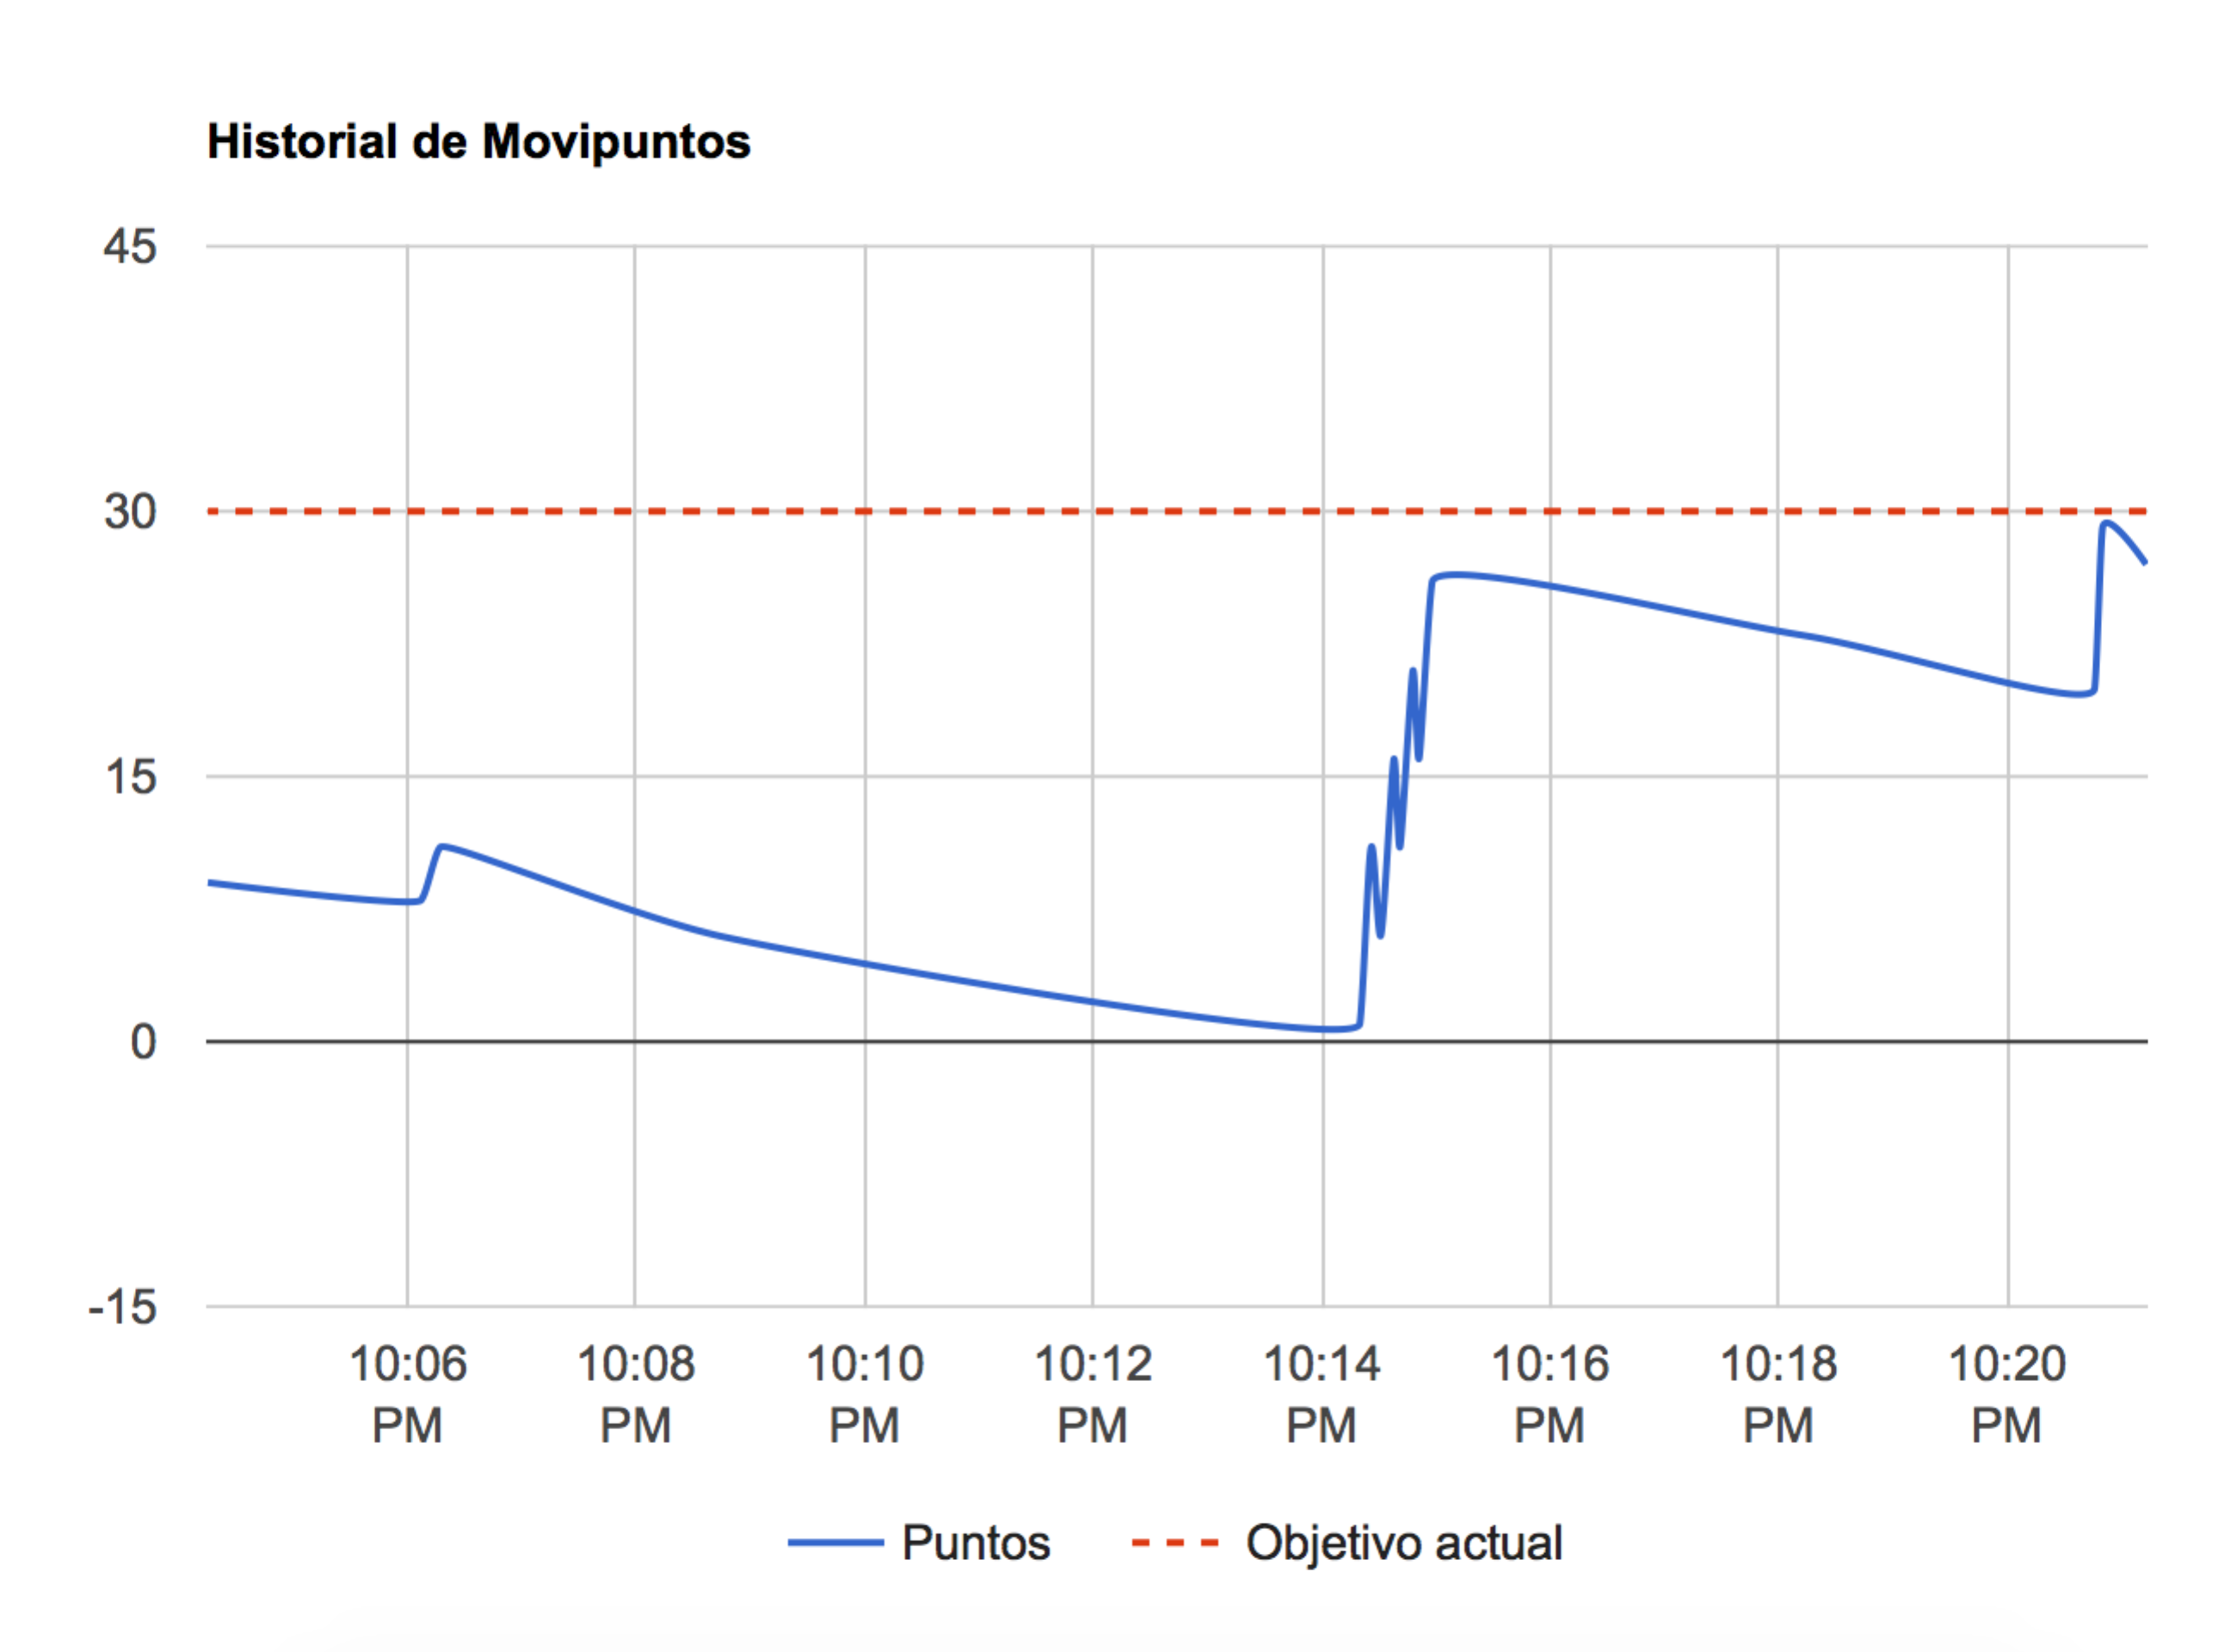 Historial de Movipuntos
45
30
15
0
-15
10:06 PM
10:08 PM
10:10 PM
10:12 PM
10:14 PM
10:16 PM
10:18 PM
10:20 PM
Puntos
Objetivo actual